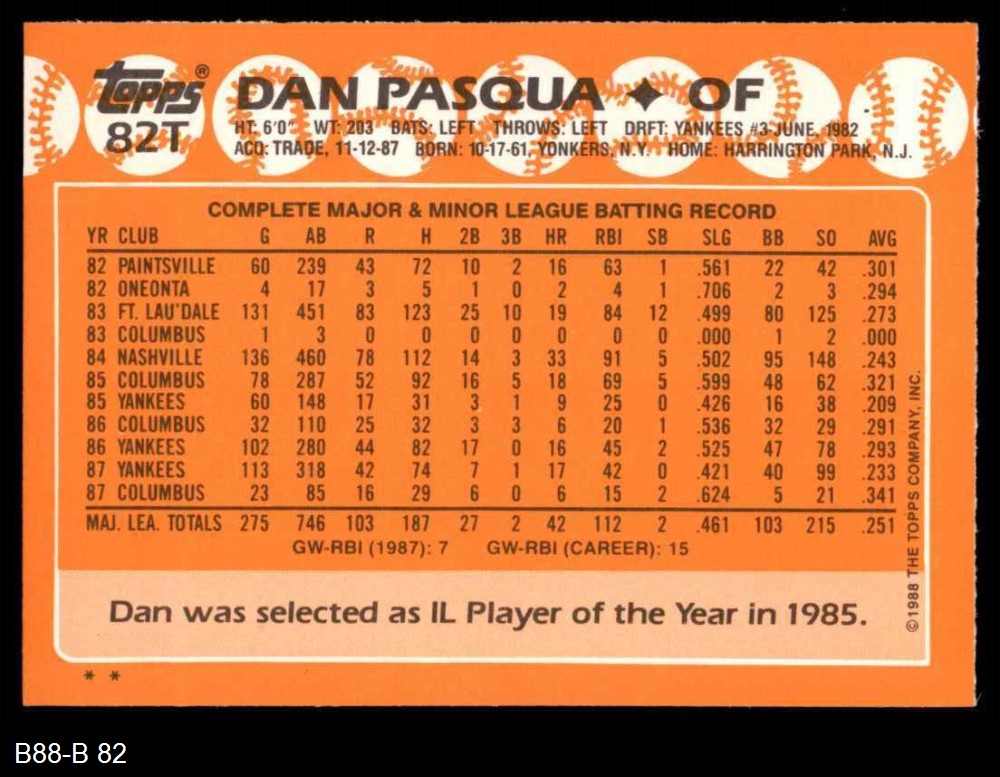 topps® DAN PASQUA ✦ OF
82T HT: 6'0" WT: 203 BATS: LEFT THROWS: LEFT DRFT: YANKEES #3-JUNE, 1982
ACQ: TRADE, 11-12-87 BORN: 10-17-61, YONKERS, N.Y. HOME: HARRINGTON PARK, N.J.
COMPLETE MAJOR & MINOR LEAGUE BATTING RECORD
YR CLUB G AB R H 2B 3B HR RBI SB SLG BB SO AVG
82 PAINTSVILLE 60 239 43 72 10 2 16 63 1 .561 22 42 .301
82 ONEONTA 4 17 3 5 1 0 2 4 1 .706 2 3 .294
83 FT. LAU'DALE 131 451 83 123 25 10 19 84 12 .499 80 125 .273
83 COLUMBUS 1 3 0 0 0 0 0 0 0 .000 1 2 .000
84 NASHVILLE 136 460 78 112 14 3 33 91 5 .502 95 148 .243
85 COLUMBUS 78 287 52 92 16 5 18 69 5 .599 48 62 .321
85 YANKEES 60 148 17 31 3 1 9 25 0 .426 16 38 .209
86 COLUMBUS 32 110 25 32 3 3 6 20 1 .536 32 29 .291
86 YANKEES 102 280 44 82 17 0 16 45 2 .525 47 78 .293
87 YANKEES 113 318 42 74 7 1 17 42 0 .421 40 99 .233
87 COLUMBUS 23 85 16 29 6 0 6 15 2 .624 5 21 .341
MAJ. LEA. TOTALS 275 746 103 187 27 2 42 112 2 .461 103 215 .251
GW-RBI (1987): 7 GW-RBI (CAREER): 15
Dan was selected as IL Player of the Year in 1985.
©1988 THE TOPPS COMPANY, INC.
* *
B88-B 82